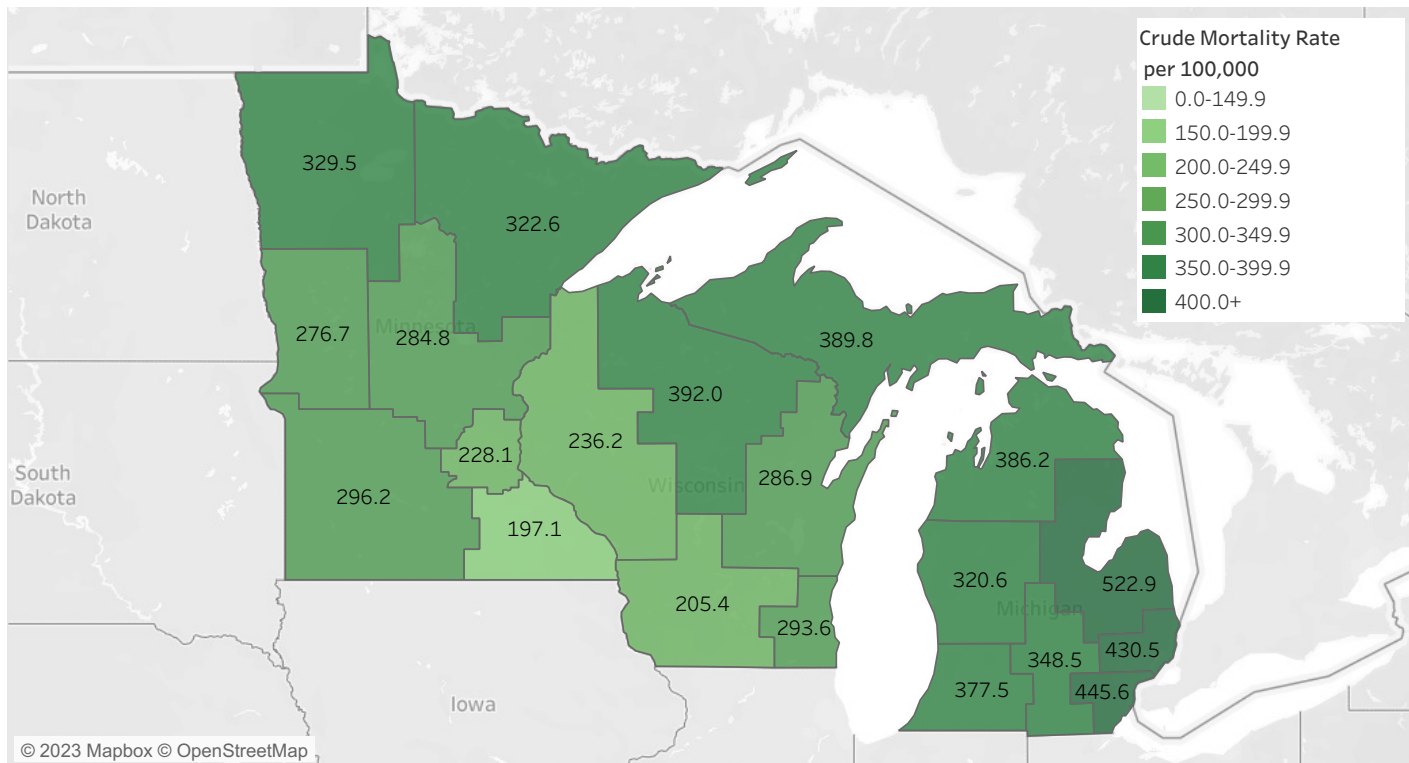 Crude Mortality Rate
per 100,000
0.0-149.9
150.0-199.9
200.0-249.9
250.0-299.9
300.0-349.9
350.0-399.9
400.0+
329.5
North
Dakota
322.6
276.7
Minnesota
284.8
389.8
392.0
236.2
228.1
386.2
286.9
Wisconsin
South
Dakota
296.2
197.1
320.6
522.9
Michigan
205.4
293.6
430.5
348.5
377.5
445.6
Iowa
© 2023 Mapbox © OpenStreetMap